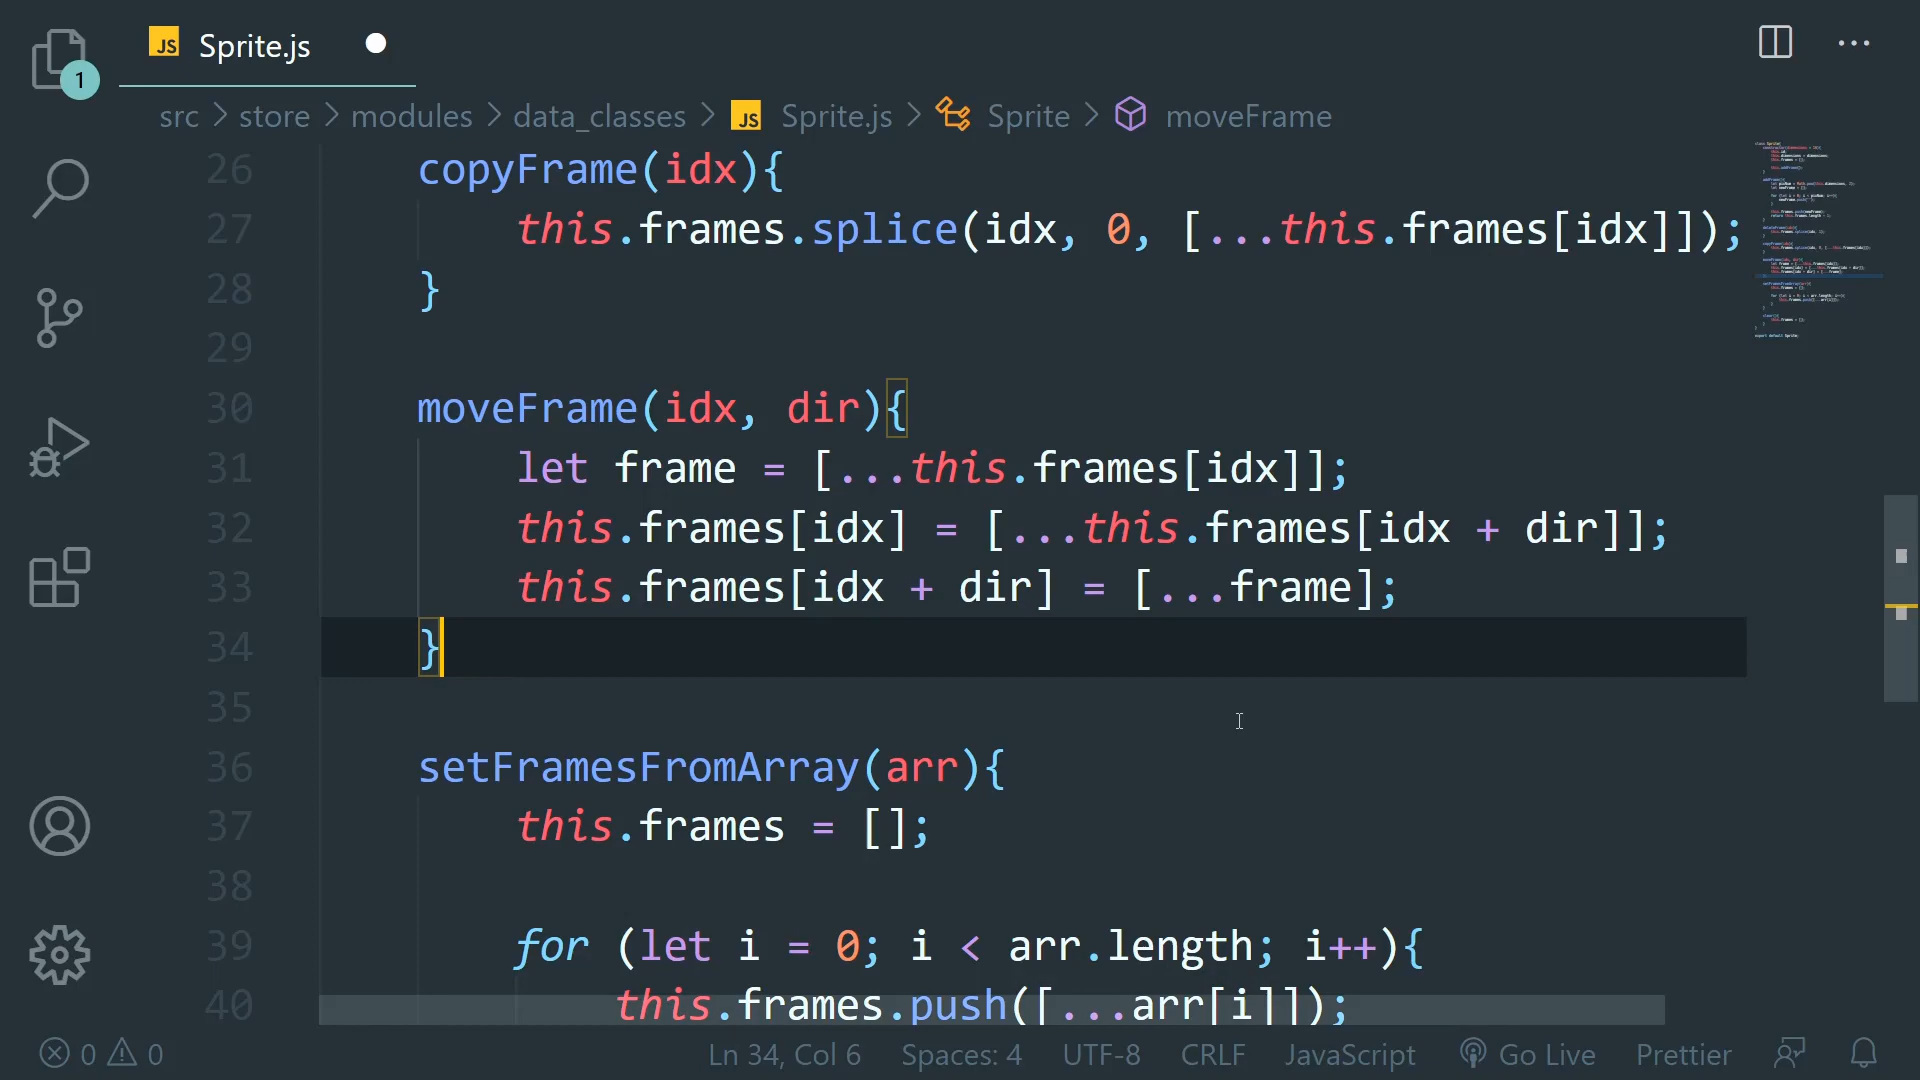 JS Sprite.js
1
src > store > modules > data_classes > JS Sprite.js > Sprite > moveFrame
26 copyFrame(idx){
27 this.frames.splice(idx, 0, [...this.frames[idx]]);
28 }
29
30 moveFrame(idx, dir){
31 let frame = [...this.frames[idx]];
32 this.frames[idx] = [...this.frames[idx + dir]];
33 this.frames[idx + dir] = [...frame];
34 }
35
36 setFramesFromArray(arr){
37 this.frames = [];
38
39 for (let i = 0; i < arr.length; i++){
40 this.frames.push([...arr[i]]);
0 0 Ln 34, Col 6 Spaces: 4 UTF-8 CRLF JavaScript Go Live Prettier